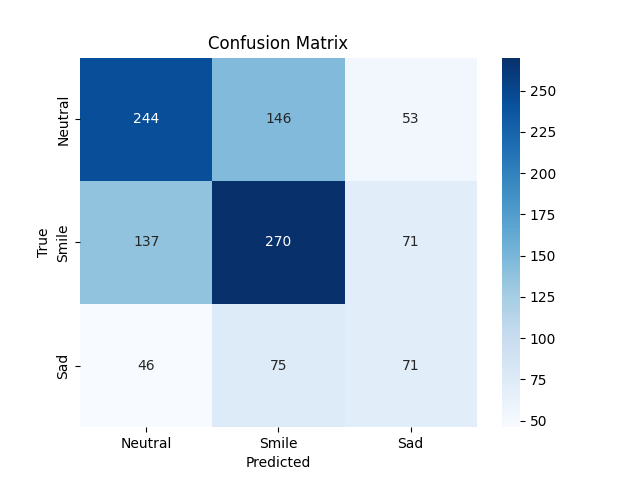 Confusion Matrix
Neutral 244 146 53
True Smile 137 270 71
Sad 46 75 71
Neutral Smile Sad
Predicted
250
225
200
175
150
125
100
75
50